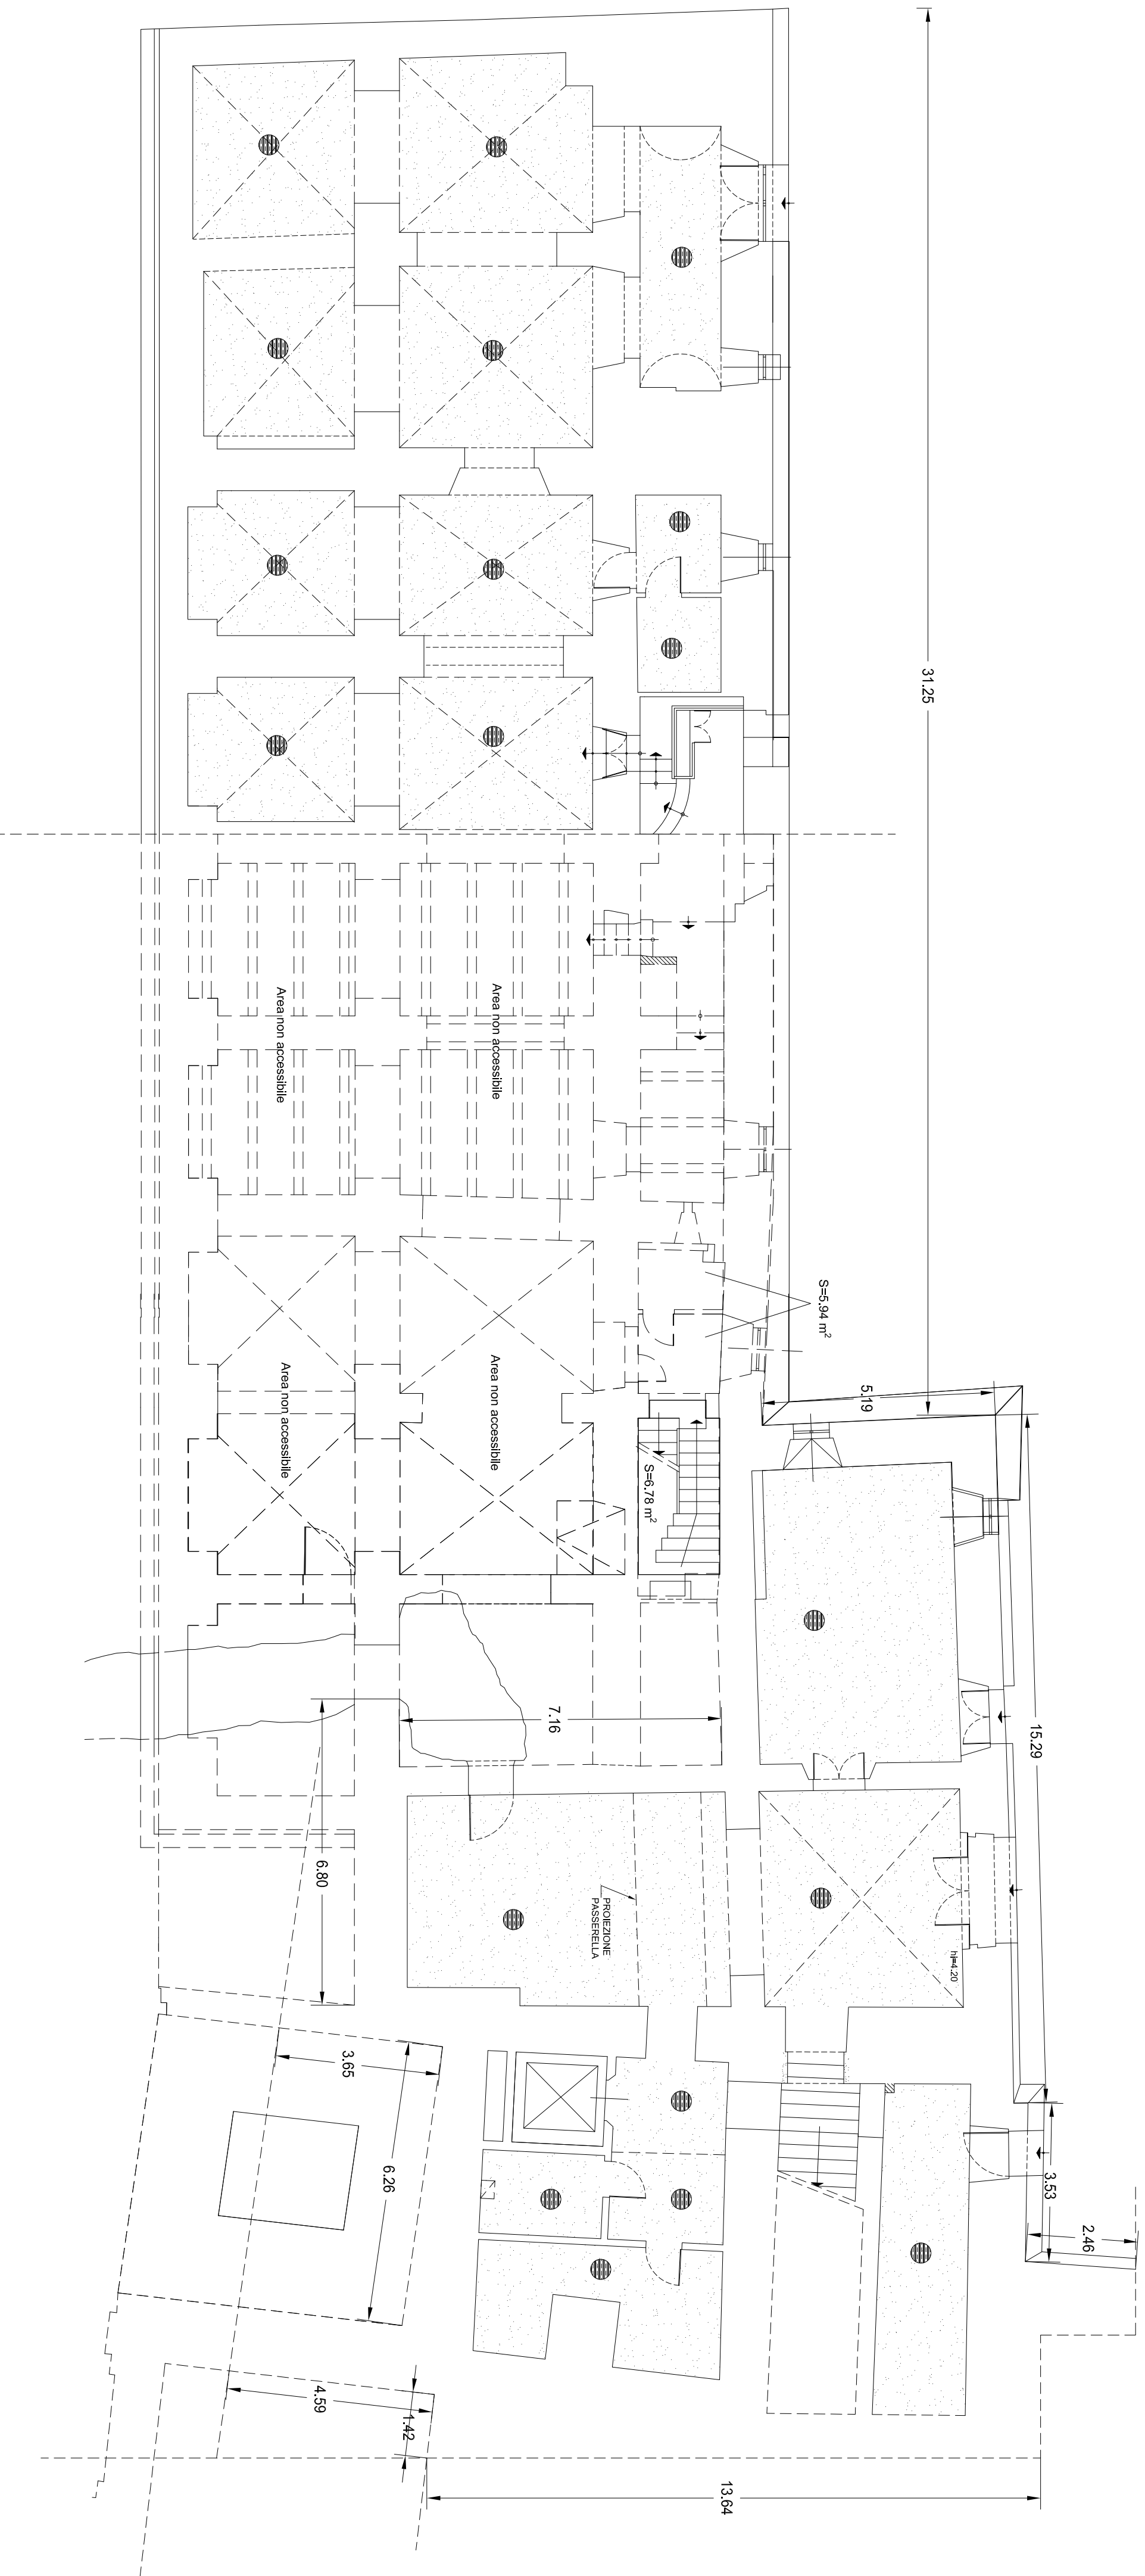 31.25
Area non accessibile
Area non accessibile
S=5.94 m²
5.19
Area non accessibile
Area non accessibile
S=6.78 m²
15.29
7.16
6.80
PROIEZIONE
PASSERELLA
hi=4.20
3.65
6.26
3.53
2.46
4.59
1.42
13.64